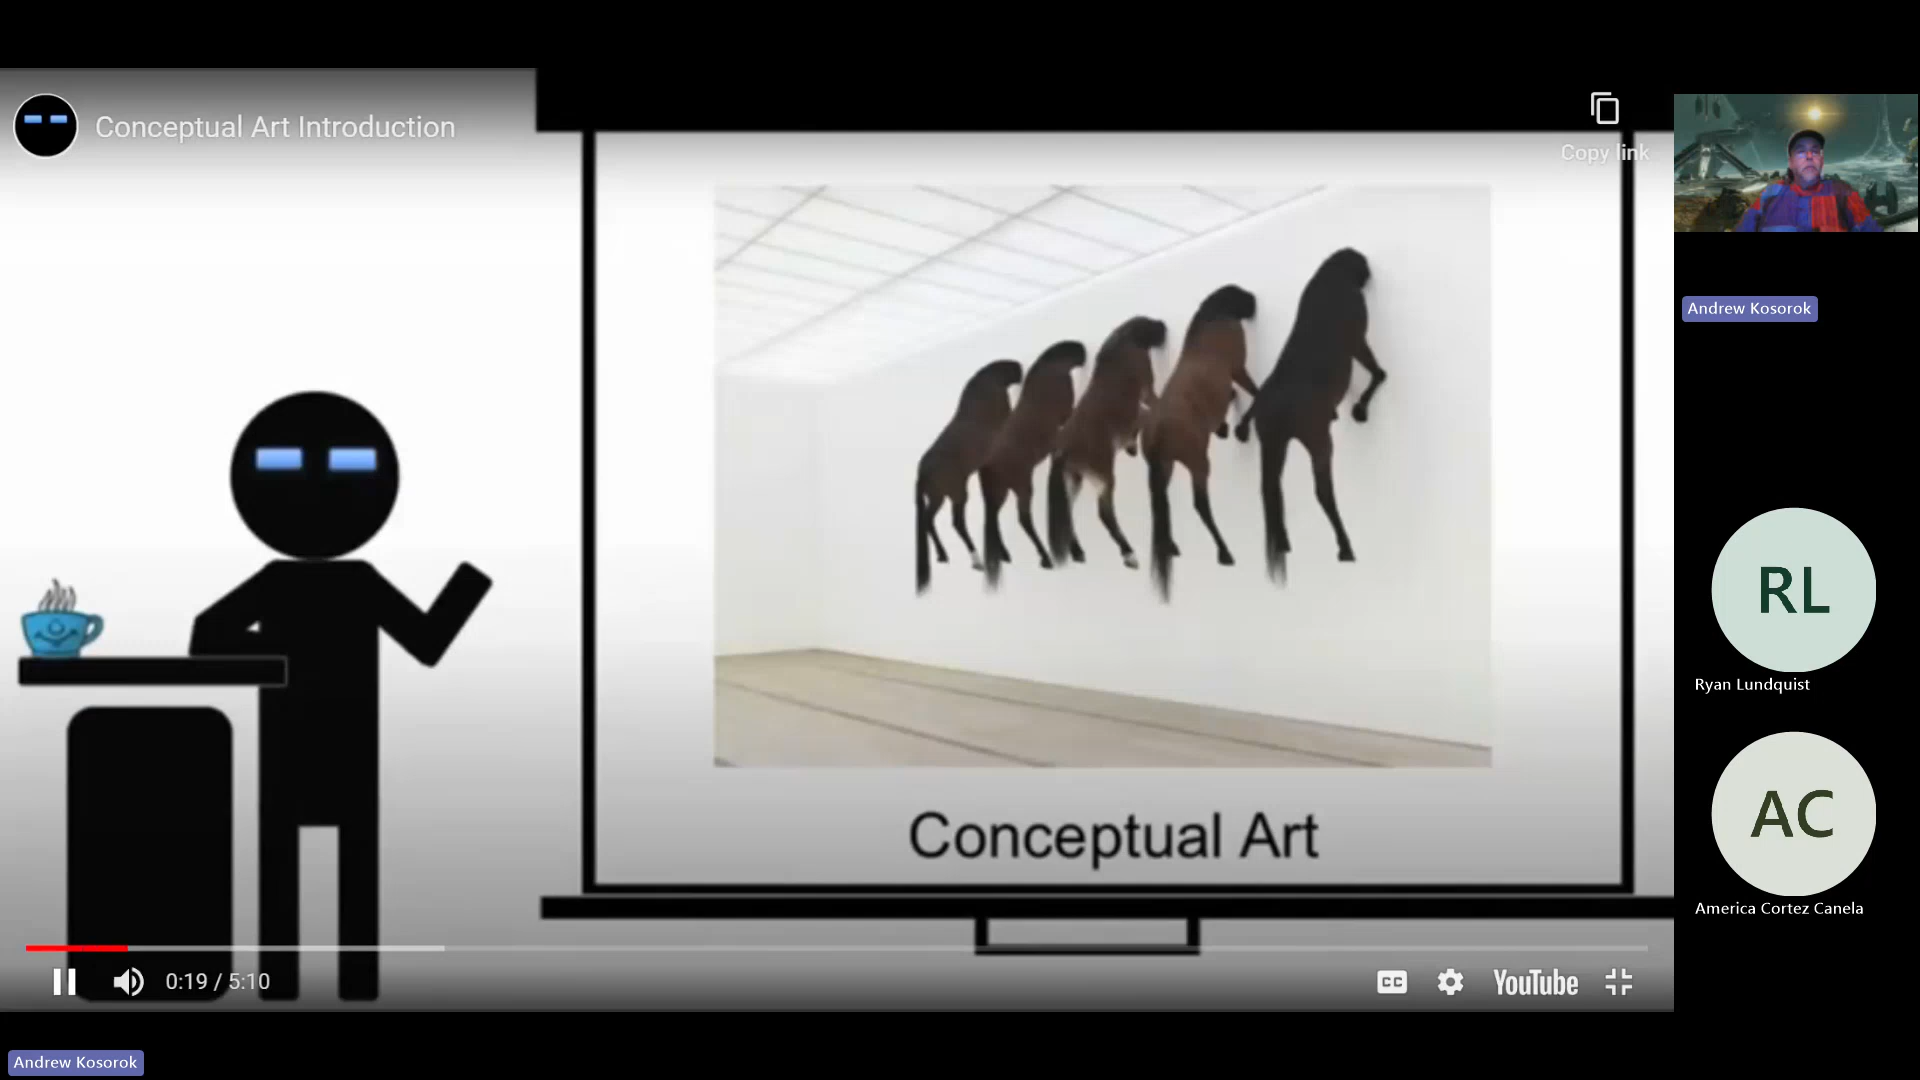 Conceptual Art Introduction
Copy link
Conceptual Art
0:19 / 5:10
CC
YouTube
Andrew Kosorok
Andrew Kosorok
RL
Ryan Lundquist
AC
America Cortez Canela